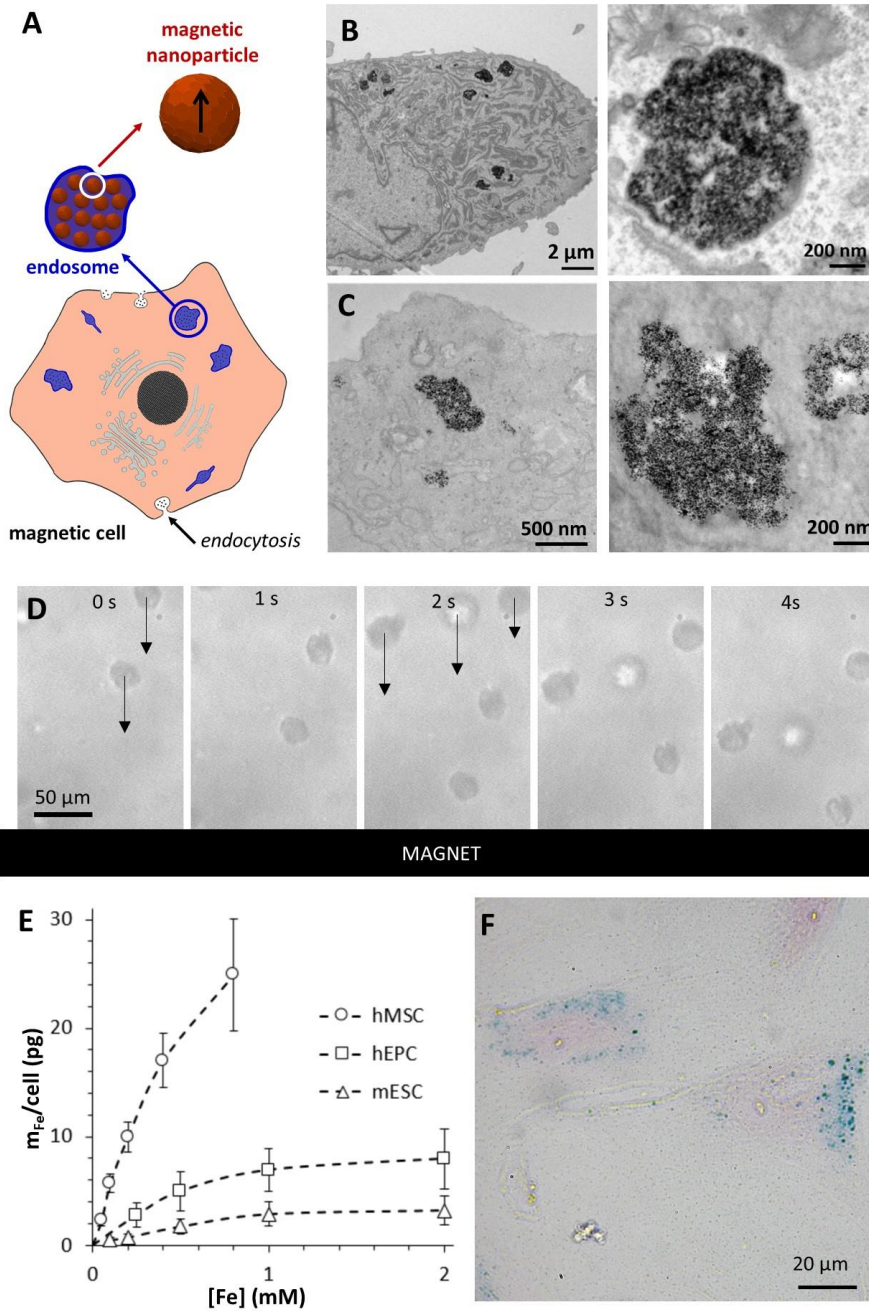 A
magnetic
nanoparticle
endosome
magnetic cell
endocytosis
B
2 µm
200 nm
C
500 nm
200 nm
D
0 s
1 s
2 s
3 s
4s
50 µm
MAGNET
E
30
20
10
0
mFe/cell (pg)
hMSC
hEPC
mESC
0
1
2
[Fe] (mM)
F
20 µm